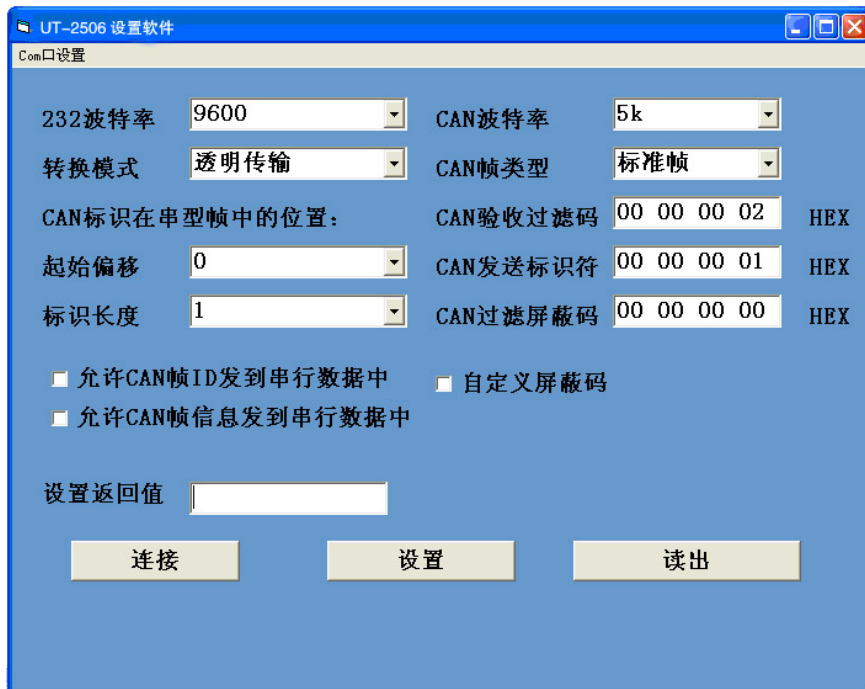 UT-2506 设置软件
Com口设置
232波特率 9600 CAN波特率 5k
转换模式 透明传输 CAN帧类型 标准帧
CAN标识在串型帧中的位置: CAN验收过滤码 00 00 00 02 HEX
起始偏移 0 CAN发送标识符 00 00 00 01 HEX
标识长度 1 CAN过滤屏蔽码 00 00 00 00 HEX
允许CAN帧ID发到串行数据中 自定义屏蔽码
允许CAN帧信息发到串行数据中
设置返回值
连接 设置 读出